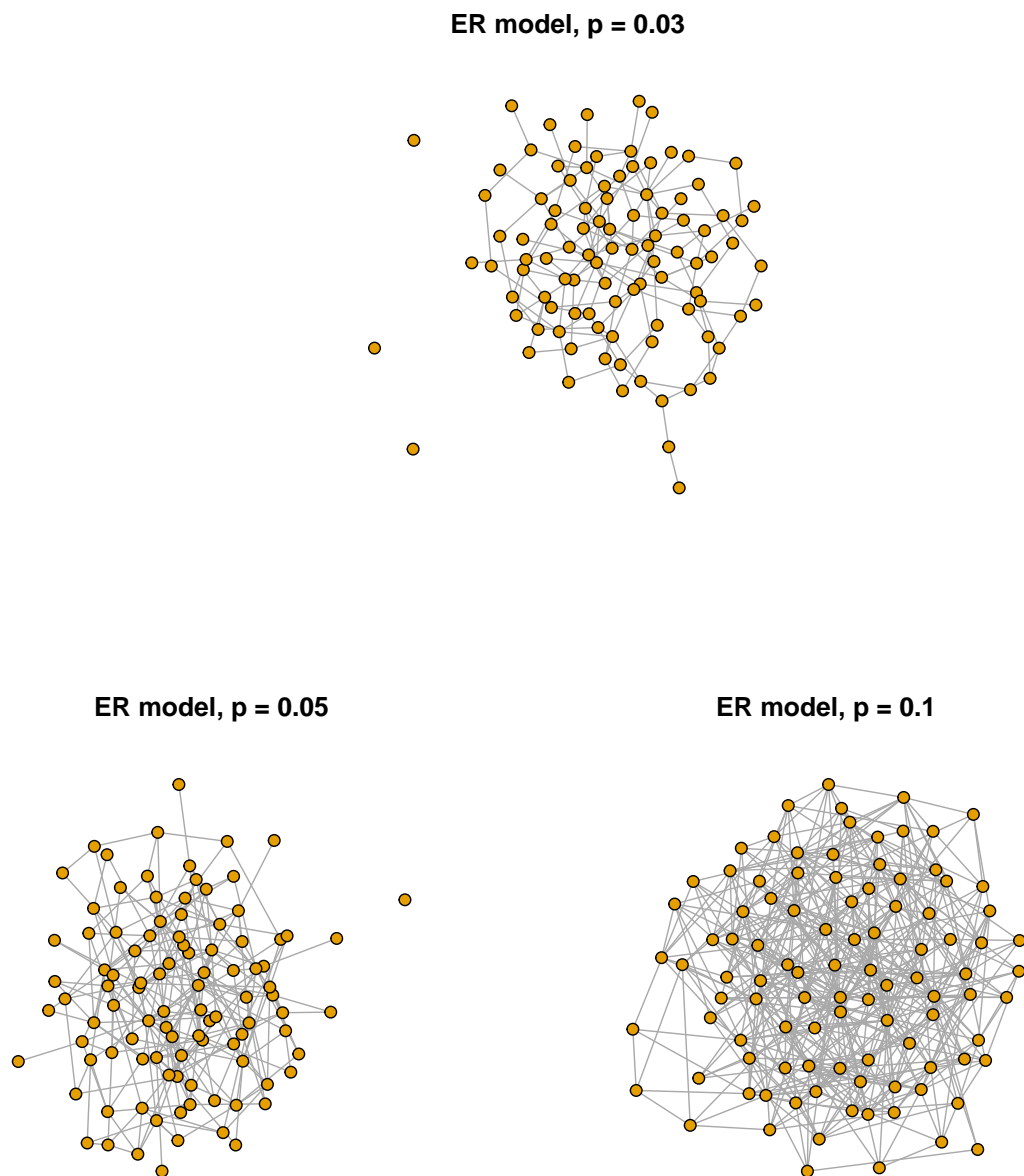 ER model, p = 0.03
ER model, p = 0.05
ER model, p = 0.1